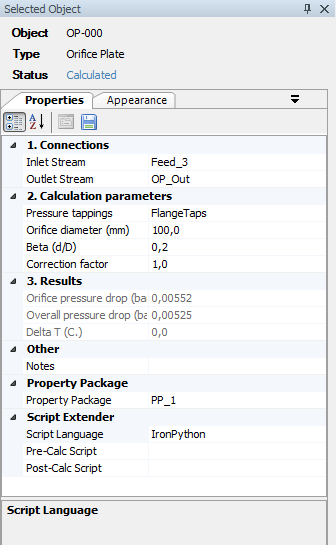 Selected Object
Object OP-000
Type Orifice Plate
Status Calculated
Properties Appearance
1. Connections
Inlet Stream Feed_3
Outlet Stream OP_Out
2. Calculation parameters
Pressure tappings FlangeTaps
Orifice diameter (mm) 100,0
Beta (d/D) 0,2
Correction factor 1,0
3. Results
Orifice pressure drop (ba 0,00552
Overall pressure drop (ba 0,00525
Delta T (C.) 0,0
Other
Notes
Property Package
Property Package PP_1
Script Extender
Script Language IronPython
Pre-Calc Script
Post-Calc Script
Script Language